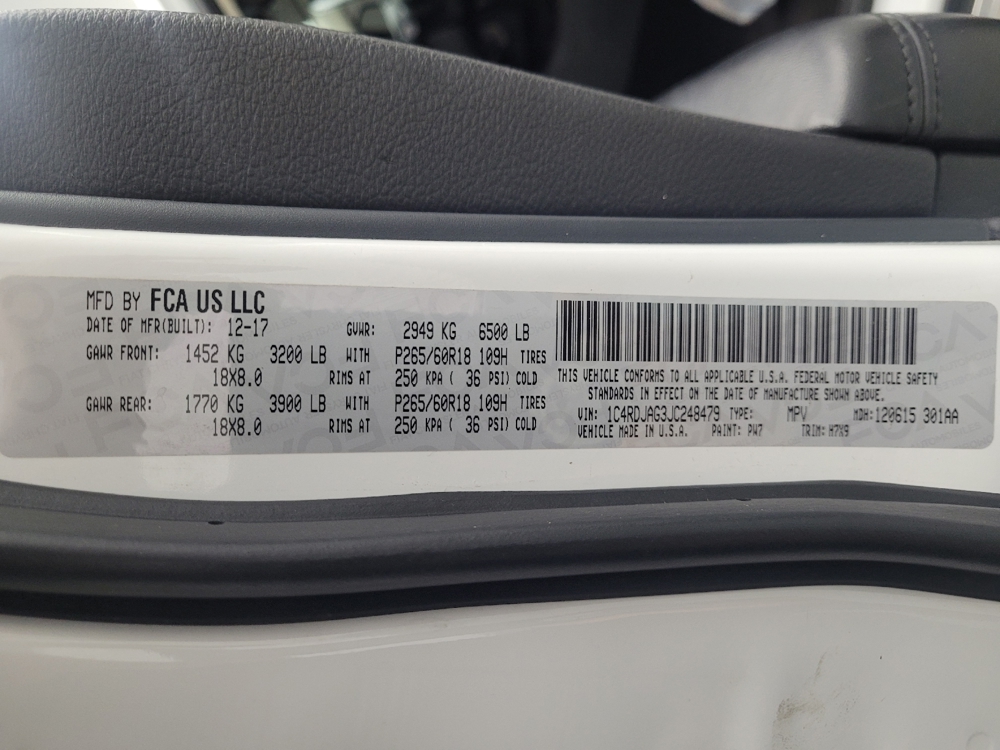 MFD BY FCA US LLC
DATE OF MFR(BUILT): 12-17 GVWR: 2949 KG 6500 LB
GAWR FRONT: 1452 KG 3200 LB WITH P265/60R18 109H TIRES
18X8.0 RIMS AT 250 KPA ( 36 PSI) COLD
GAWR REAR: 1770 KG 3900 LB WITH P265/60R18 109H TIRES
18X8.0 RIMS AT 250 KPA ( 36 PSI) COLD
THIS VEHICLE CONFORMS TO ALL APPLICABLE U.S.A. FEDERAL MOTOR VEHICLE SAFETY
STANDARDS IN EFFECT ON THE DATE OF MANUFACTURE SHOWN ABOVE.
VIN: 1C4RDJAG3JC248479 TYPE: MPV MDH: 120615 301AA
VEHICLE MADE IN U.S.A. PAINT: PW7 TRIM: H7X9